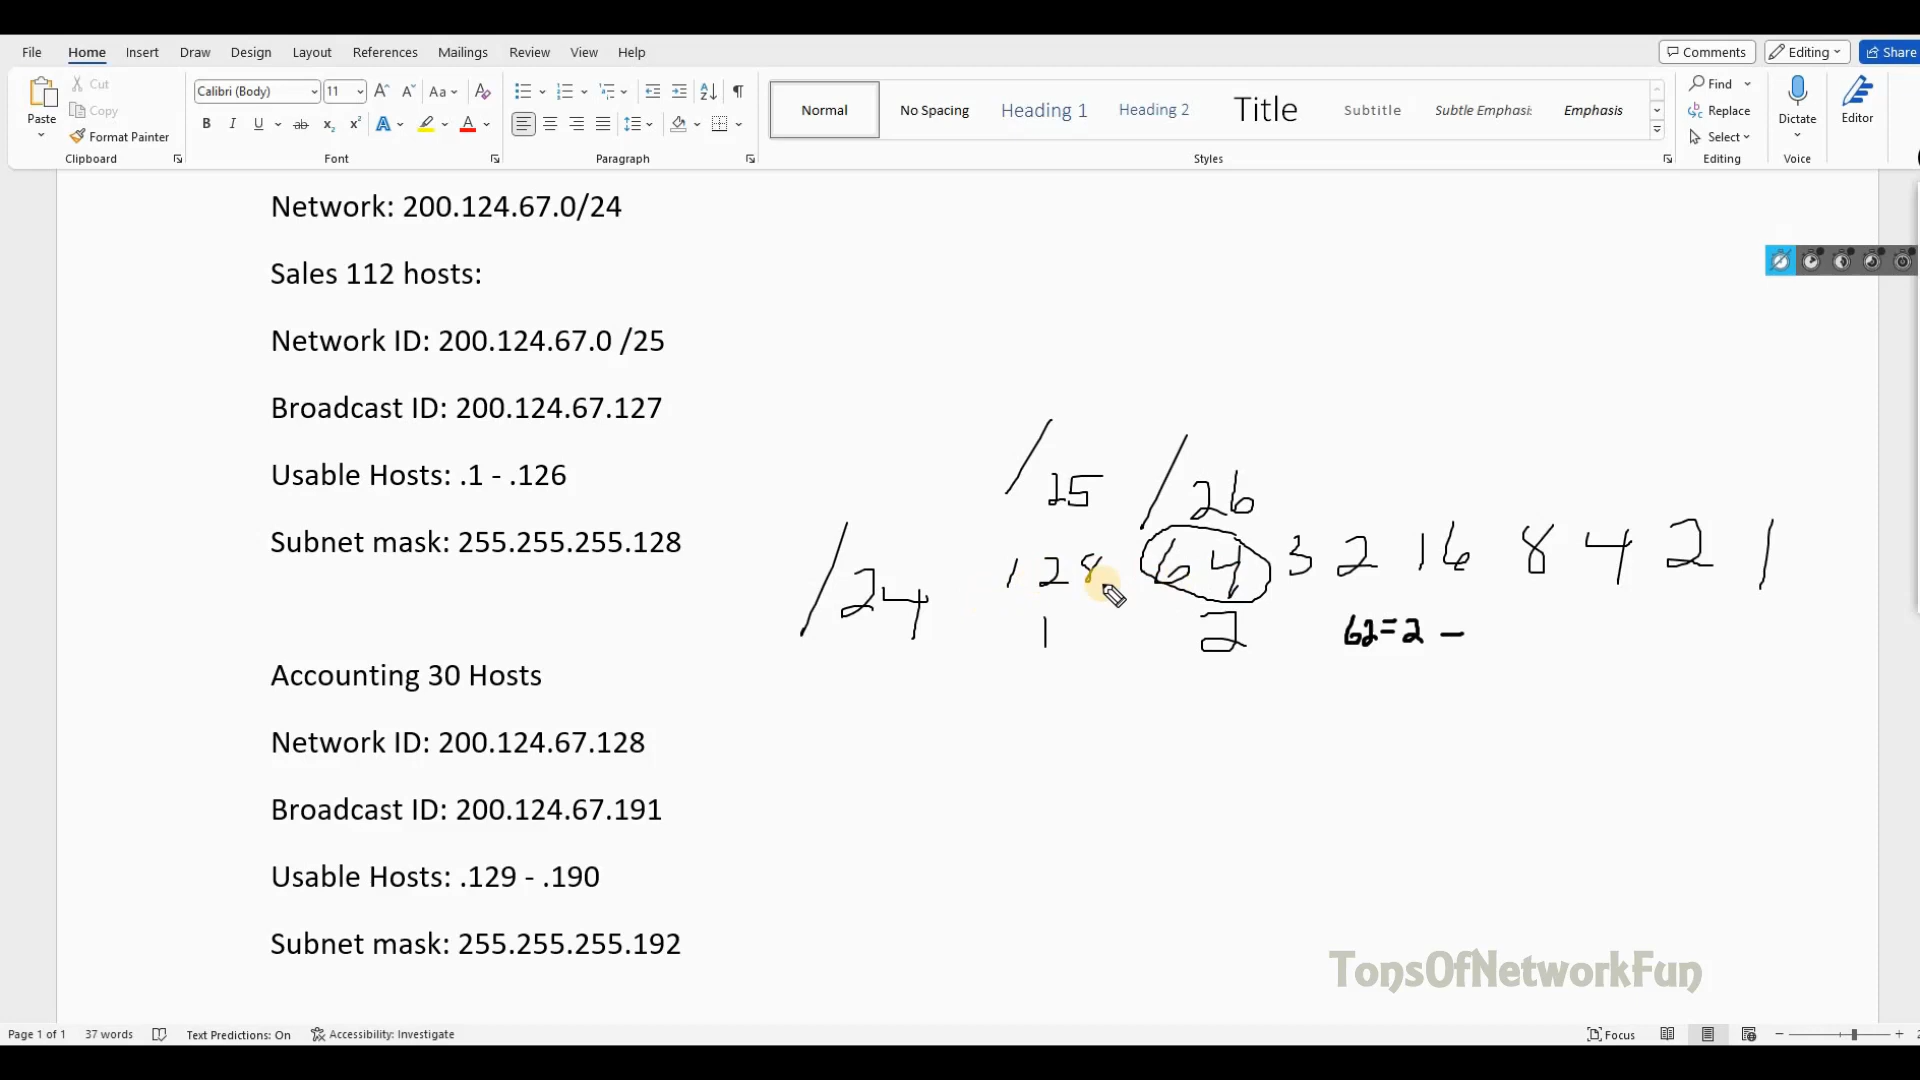 File Home Insert Draw Design Layout References Mailings Review View Help Comments Editing Share
Paste Cut Copy Format Painter Clipboard
Calibri (Body) 11 Aa
B I U ab x₂ x² A A
Font
Paragraph
Normal No Spacing Heading 1 Heading 2 Title Subtitle Subtle Emphasi: Emphasis
Styles
Find Replace Select Editing
Dictate Voice
Editor
Network: 200.124.67.0/24
Sales 112 hosts:
Network ID: 200.124.67.0 /25
Broadcast ID: 200.124.67.127
Usable Hosts: .1 - .126
Subnet mask: 255.255.255.128
Accounting 30 Hosts
Network ID: 200.124.67.128
Broadcast ID: 200.124.67.191
Usable Hosts: .129 - .190
Subnet mask: 255.255.255.192
/25 /26
/24 128 64 32 16 8 4 2 1
1 2 62=2 -
TonsOfNetworkFun
Page 1 of 1 37 words Text Predictions: On Accessibility: Investigate Focus